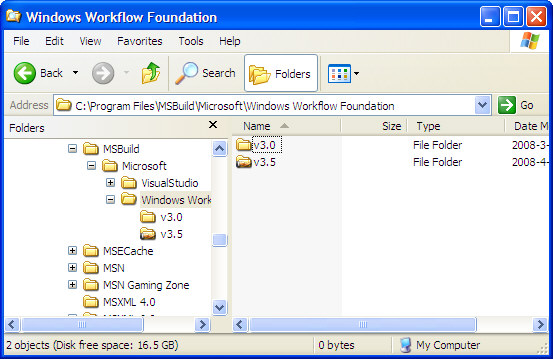 Windows Workflow Foundation
File Edit View Favorites Tools Help
Back Search Folders
Address C:\Program Files\MSBuild\Microsoft\Windows Workflow Foundation Go
Folders
Name Size Type Date M
MSBuild
Microsoft
VisualStudio
Windows Work
v3.0
v3.5
MSECache
MSN
MSN Gaming Zone
MSXML 4.0
v3.0 File Folder 2008-3-
v3.5 File Folder 2008-4-
2 objects (Disk free space: 16.5 GB) 0 bytes My Computer